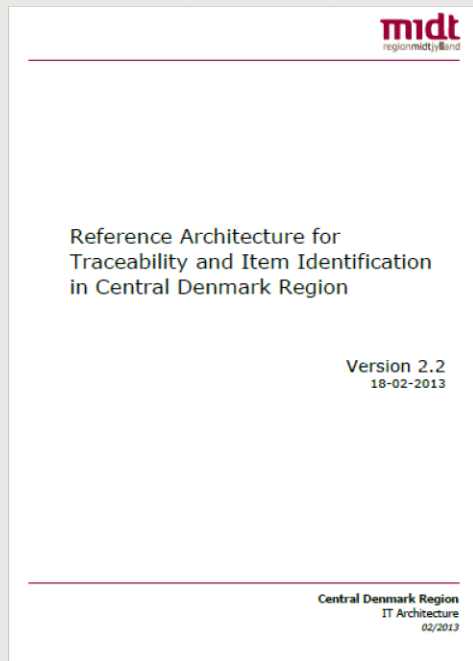 midt
regionmidtjylland
Reference Architecture for
Traceability and Item Identification
in Central Denmark Region
Version 2.2
18-02-2013
Central Denmark Region
IT Architecture
02/2013